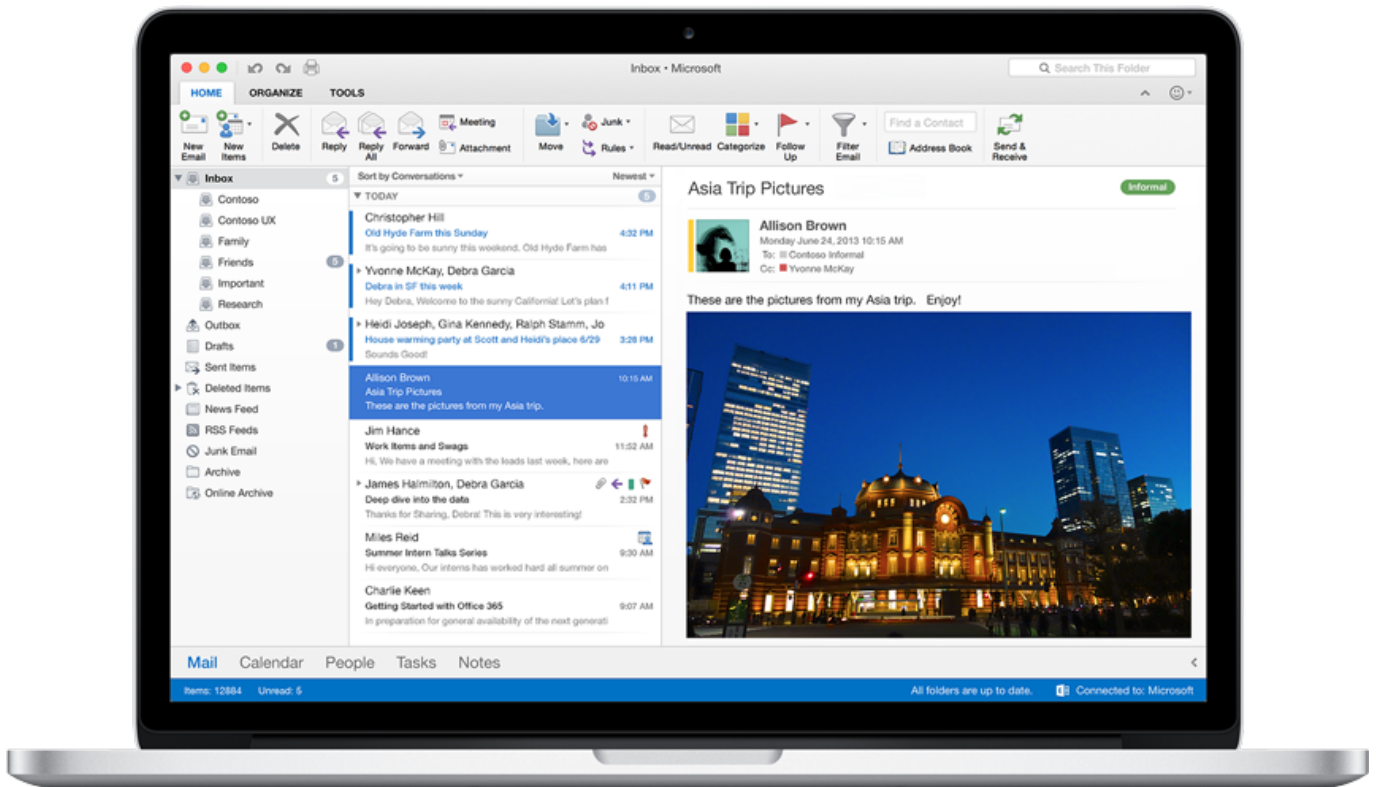 Inbox • Microsoft
Search This Folder
HOME ORGANIZE TOOLS
New Email
New Items
Delete
Reply
Reply All
Forward
Meeting
Attachment
Move
Junk
Rules
Read/Unread
Categorize
Follow Up
Filter Email
Find a Contact
Address Book
Send & Receive
Inbox 5
Contoso
Contoso UX
Family
Friends 5
Important
Research
Outbox
Drafts 1
Sent Items
Deleted Items
News Feed
RSS Feeds
Junk Email
Archive
Online Archive
Sort by Conversations Newest
TODAY 5
Christopher Hill
Old Hyde Farm this Sunday 4:32 PM
It's going to be sunny this weekend. Old Hyde Farm has
Yvonne McKay, Debra Garcia
Debra in SF this week 4:11 PM
Hey Debra, Welcome to the sunny California! Let's plan f
Heidi Joseph, Gina Kennedy, Ralph Stamm, Jo
House warming party at Scott and Heidi's place 6/29 3:28 PM
Sounds Good!
Allison Brown 10:15 AM
Asia Trip Pictures
These are the pictures from my Asia trip.
Jim Hance
Work Items and Swags 11:52 AM
Hi, We have a meeting with the leads last week, here are
James Halmilton, Debra Garcia
Deep dive into the data 2:32 PM
Thanks for Sharing, Debra! This is very interesting!
Miles Reid
Summer Intern Talks Series 9:30 AM
Hi everyone, Our interns has worked hard all summer on
Charlie Keen
Getting Started with Office 365 9:07 AM
In preparation for general availability of the next generati
Asia Trip Pictures Informal
Allison Brown
Monday June 24, 2013 10:15 AM
To: Contoso Informal
Cc: Yvonne McKay
These are the pictures from my Asia trip. Enjoy!
Mail Calendar People Tasks Notes
Items: 12884 Unread: 5 All folders are up to date. Connected to: Microsoft